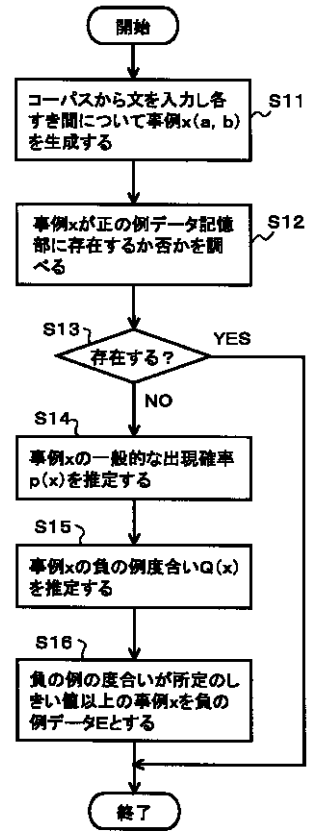 開始
S11
コーパスから文を入力し各
すき間について事例x(a, b)
を生成する
S12
事例xが正の例データ記憶
部に存在するか否かを調
べる
S13
存在する?
YES
NO
S14
事例xの一般的な出現確率
p(x)を推定する
S15
事例xの負の例度合いQ(x)
を推定する
S16
負の例の度合いが所定のし
きい値以上の事例xを負の
例データEとする
終了